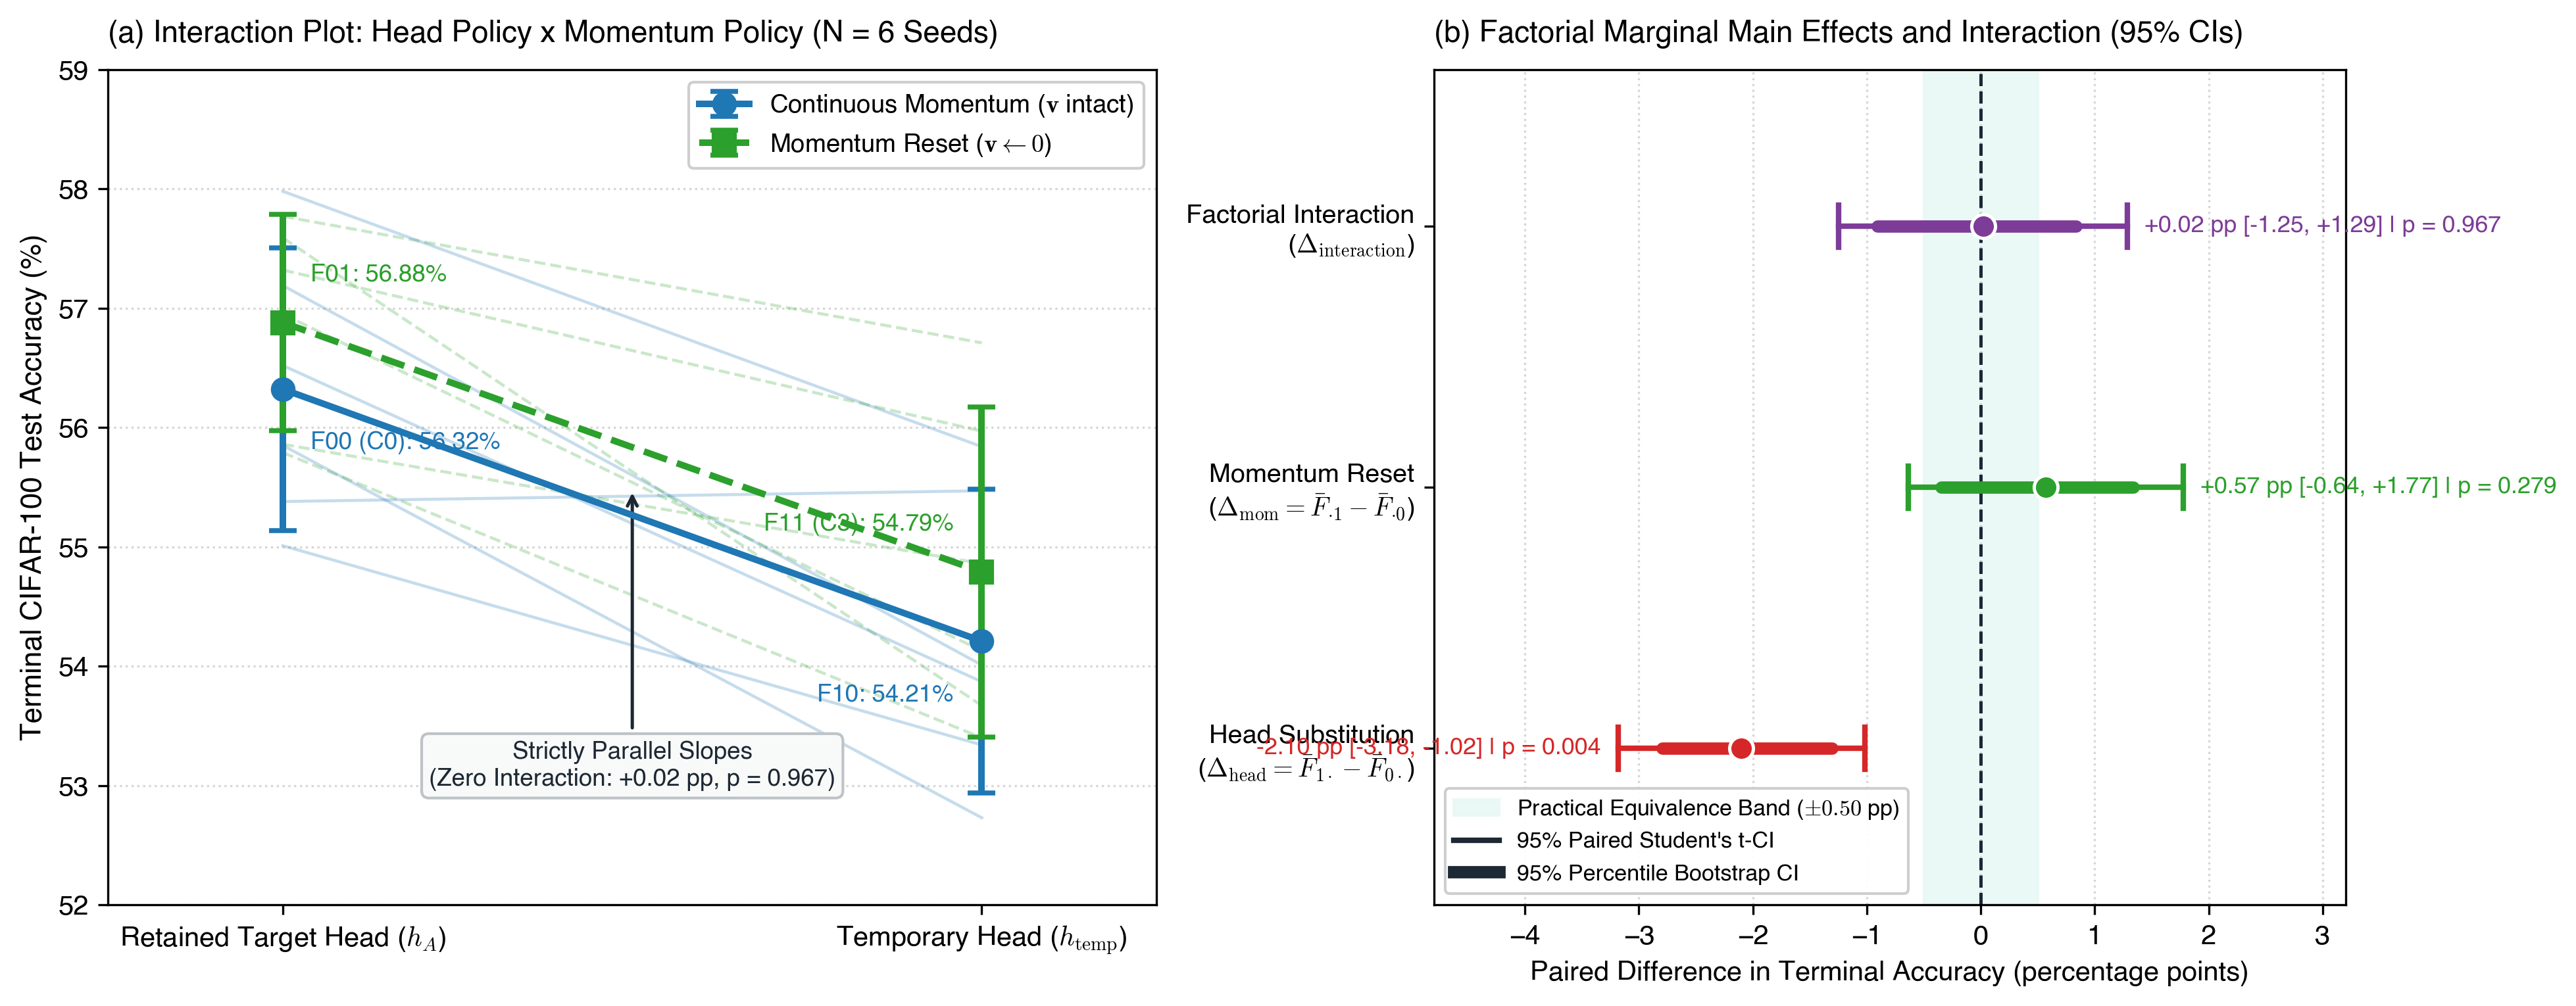 (a) Interaction Plot: Head Policy x Momentum Policy (N = 6 Seeds)
Terminal CIFAR-100 Test Accuracy (%)
59
58
57
56
55
54
53
52
Continuous Momentum (v intact)
Momentum Reset (v ← 0)
F01: 56.88%
F00 (C0): 56.32%
F11 (C3): 54.79%
F10: 54.21%
Strictly Parallel Slopes
(Zero Interaction: +0.02 pp, p = 0.967)
Retained Target Head (h_A)
Temporary Head (h_temp)
(b) Factorial Marginal Main Effects and Interaction (95% CIs)
Factorial Interaction
(Δ_interaction)
+0.02 pp [-1.25, +1.29] | p = 0.967
Momentum Reset
(Δ_mom = F̄_·1 − F̄_·0)
+0.57 pp [-0.64, +1.77] | p = 0.279
Head Substitution
(Δ_head = F̄_1· − F̄_0·)
-2.10 pp [-3.18, -1.02] | p = 0.004
Practical Equivalence Band (±0.50 pp)
95% Paired Student's t-CI
95% Percentile Bootstrap CI
−4 −3 −2 −1 0 1 2 3
Paired Difference in Terminal Accuracy (percentage points)